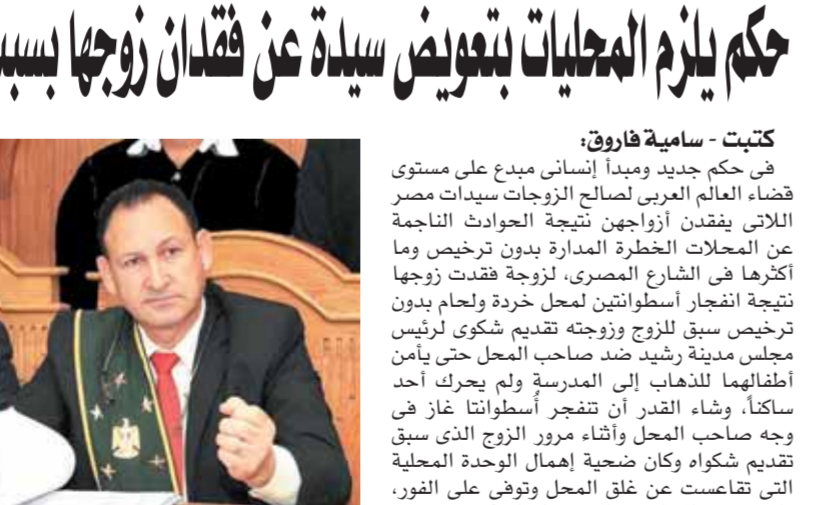 حكم يلزم المحليات بتعويض سيدة عن فقدان زوجها
كتبت - سامية فاروق:
فى حكم جديد ومبدأ إنسانى مبدع على مستوى
قضاء العالم العربى لصالح الزوجات سيدات مصر
اللاتى يفقدن أزواجهن نتيجة الحوادث الناجمة
عن المحلات الخطرة المدارة بدون ترخيص وما
أكثرها فى الشارع المصرى، لزوجة فقدت زوجها
نتيجة انفجار أسطوانتين لمحل خردة ولحام بدون
ترخيص سبق للزوج وزوجته تقديم شكوى لرئيس
مجلس مدينة رشيد ضد صاحب المحل حتى يأمن
أطفالهما للذهاب إلى المدرسة ولم يحرك أحد
ساكناً، وشاء القدر أن تنفجر أُسطوانتا غاز فى
وجه صاحب المحل وأثناء مرور الزوج الذى سبق
تقديم شكواه وكان ضحية إهمال الوحدة المحلية
التى تقاعست عن غلق المحل وتوفى على الفور،